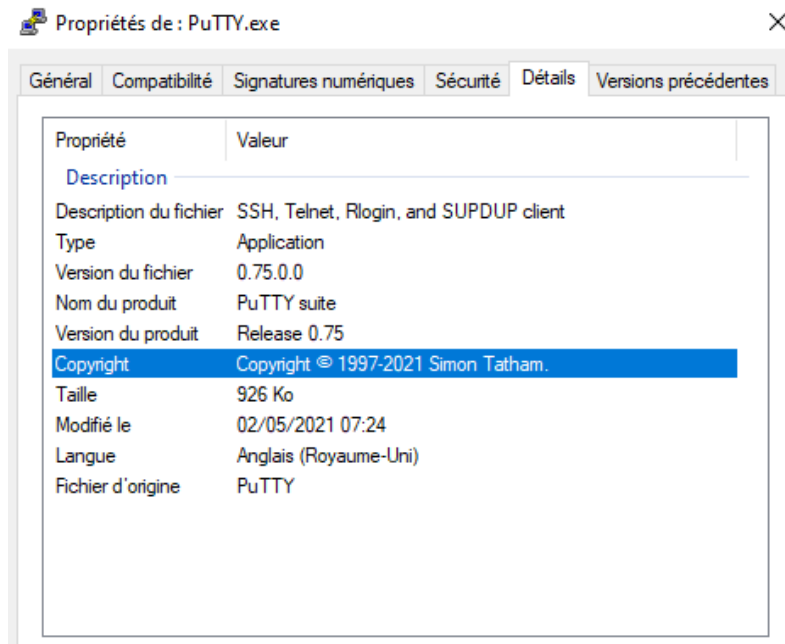 Propriétés de : PuTTY.exe
Général Compatibilité Signatures numériques Sécurité Détails Versions précédentes
Propriété Valeur
Description
Description du fichier SSH, Telnet, Rlogin, and SUPDUP client
Type Application
Version du fichier 0.75.0.0
Nom du produit PuTTY suite
Version du produit Release 0.75
Copyright Copyright © 1997-2021 Simon Tatham.
Taille 926 Ko
Modifié le 02/05/2021 07:24
Langue Anglais (Royaume-Uni)
Fichier d'origine PuTTY